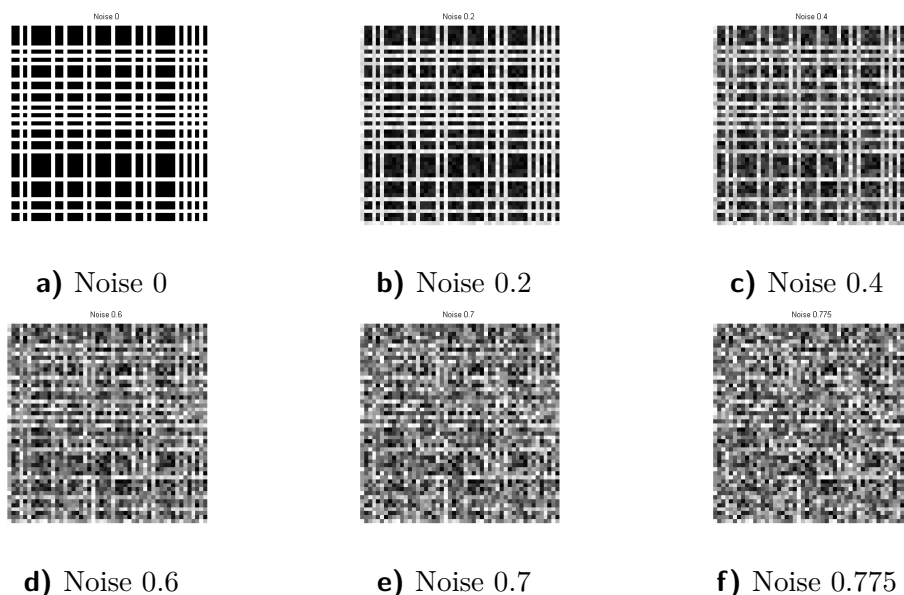 Noise 0
Noise 0.2
Noise 0.4
a) Noise 0
b) Noise 0.2
c) Noise 0.4
Noise 0.6
Noise 0.7
Noise 0.775
d) Noise 0.6
e) Noise 0.7
f) Noise 0.775